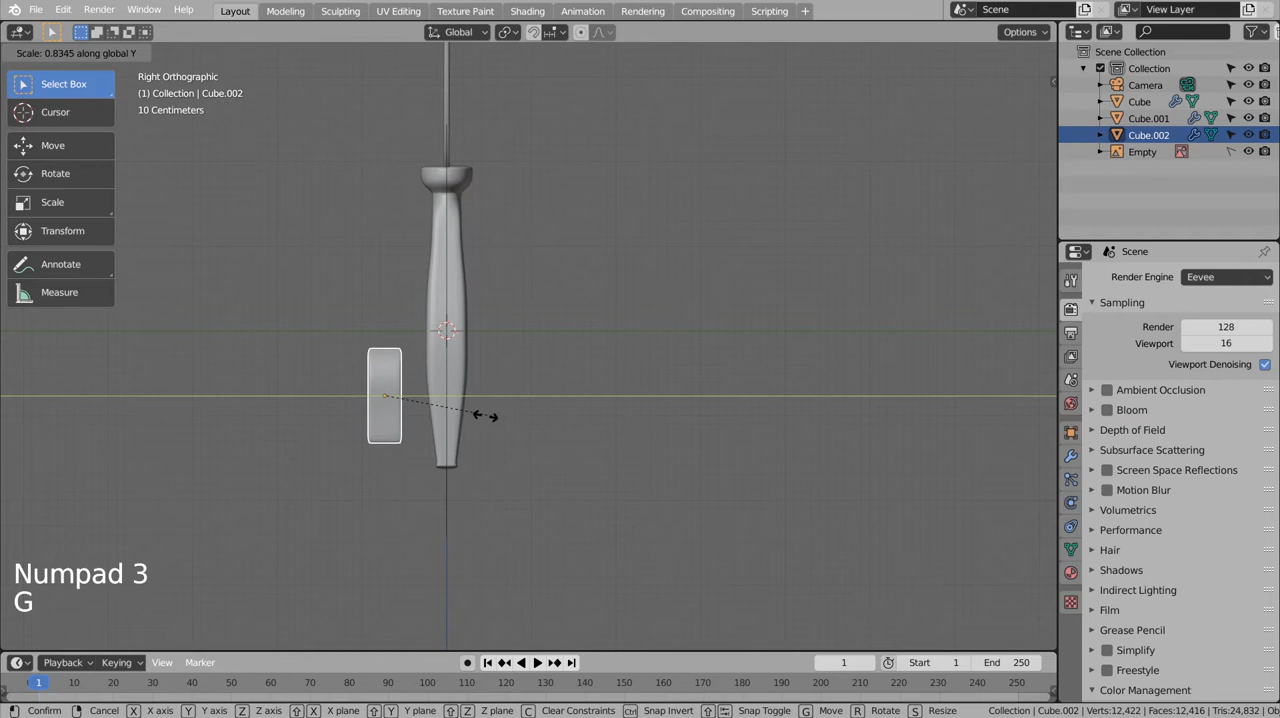 File Edit Render Window Help
Layout Modeling Sculpting UV Editing Texture Paint Shading Animation Rendering Compositing Scripting +
Scene
View Layer
Global
Options
Scale: 0.8345 along global Y
Select Box
Cursor
Move
Rotate
Scale
Transform
Annotate
Measure
Right Orthographic
(1) Collection | Cube.002
10 Centimeters
Numpad 3
G
Scene Collection
Collection
Camera
Cube
Cube.001
Cube.002
Empty
Scene
Render Engine Eevee
Sampling
Render 128
Viewport 16
Viewport Denoising
Ambient Occlusion
Bloom
Depth of Field
Subsurface Scattering
Screen Space Reflections
Motion Blur
Volumetrics
Performance
Hair
Shadows
Indirect Lighting
Film
Grease Pencil
Simplify
Freestyle
Color Management
Playback Keying View Marker
1 Start 1 End 250
1 10 20 30 40 50 60 70 80 90 100 110 120 130 140 150 160 170 180 190 200 210 220 230 240 250
Confirm Cancel X X axis Y Y axis Z Z axis X X plane Y Y plane Z Z plane C Clear Constraints Ctrl Snap Invert Snap Toggle G Move R Rotate S Resize Collection | Cube.002 | Verts:12,422 | Faces:12,416 | Tris:24,832 | Ob